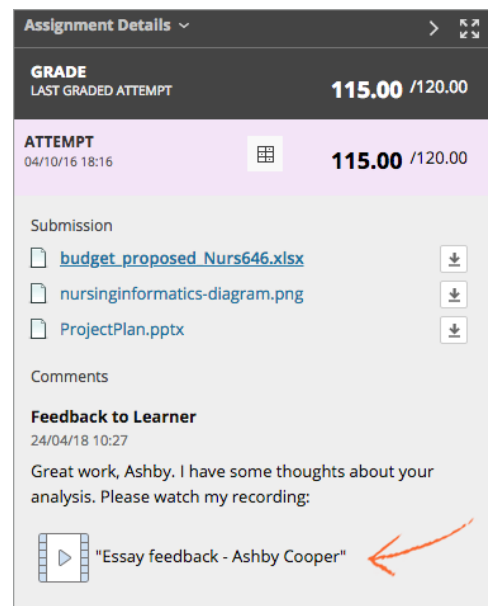 Assignment Details
GRADE
LAST GRADED ATTEMPT
115.00 /120.00
ATTEMPT
04/10/16 18:16
115.00 /120.00
Submission
budget_proposed_Nurs646.xlsx
nursinginformatics-diagram.png
ProjectPlan.pptx
Comments
Feedback to Learner
24/04/18 10:27
Great work, Ashby. I have some thoughts about your
analysis. Please watch my recording:
"Essay feedback - Ashby Cooper"